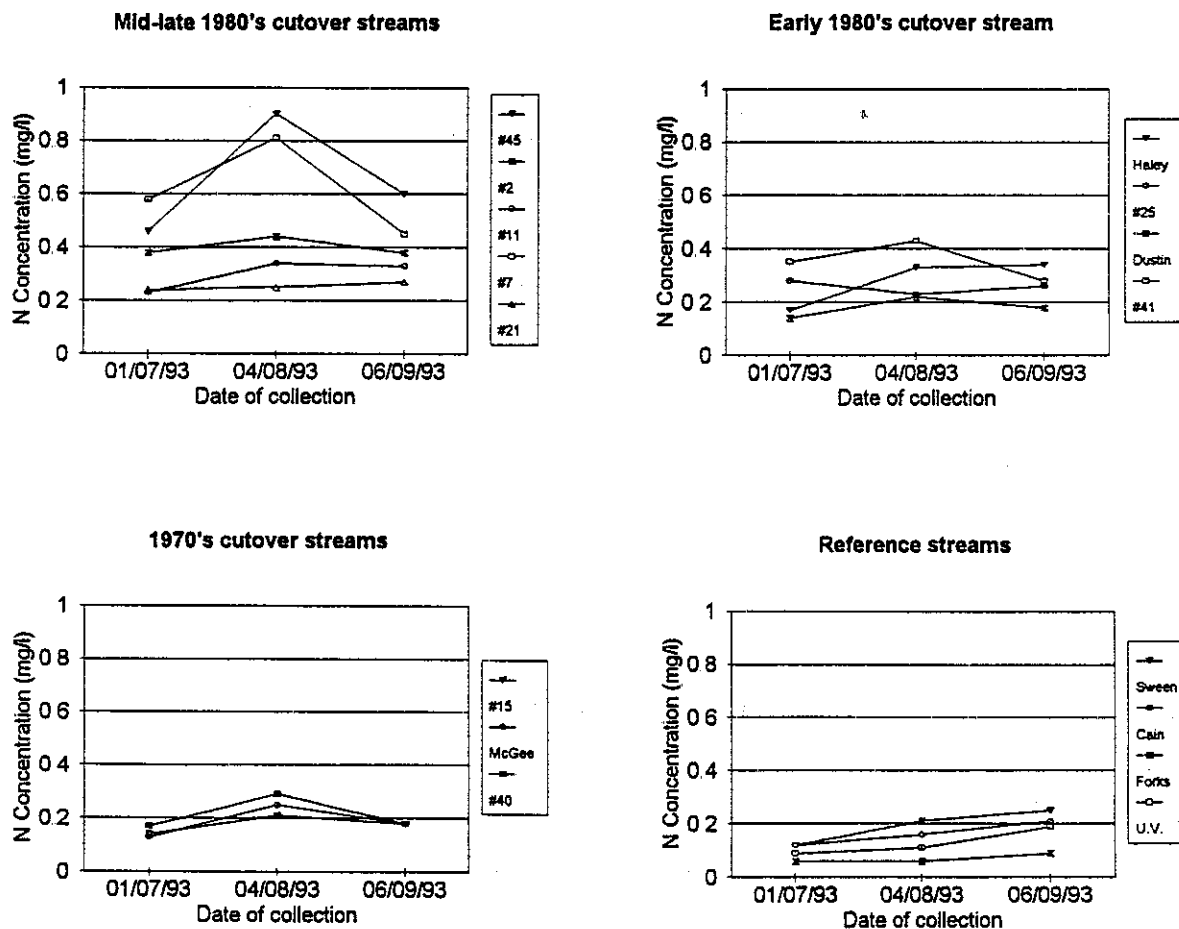 Mid-late 1980's cutover streams
N Concentration (mg/l)
1
0.8
0.6
0.4
0.2
0
01/07/93 04/08/93 06/09/93
Date of collection
#45
#2
#11
#7
#21
Early 1980's cutover stream
N Concentration (mg/l)
1
0.8
0.6
0.4
0.2
0
01/07/93 04/08/93 06/09/93
Date of collection
Haley
#25
Dustin
#41
1970's cutover streams
N Concentration (mg/l)
1
0.8
0.6
0.4
0.2
0
01/07/93 04/08/93 06/09/93
Date of collection
#15
McGee
#40
Reference streams
N Concentration (mg/l)
1
0.8
0.6
0.4
0.2
0
01/07/93 04/08/93 06/09/93
Date of collection
Sween
Cain
Forks
U.V.